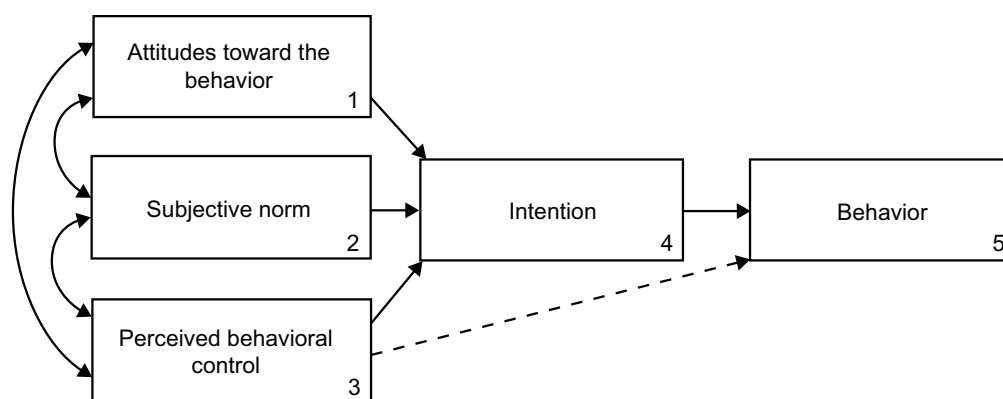 Attitudes toward the
behavior
1
Subjective norm
2
Perceived behavioral
control
3
Intention
4
Behavior
5